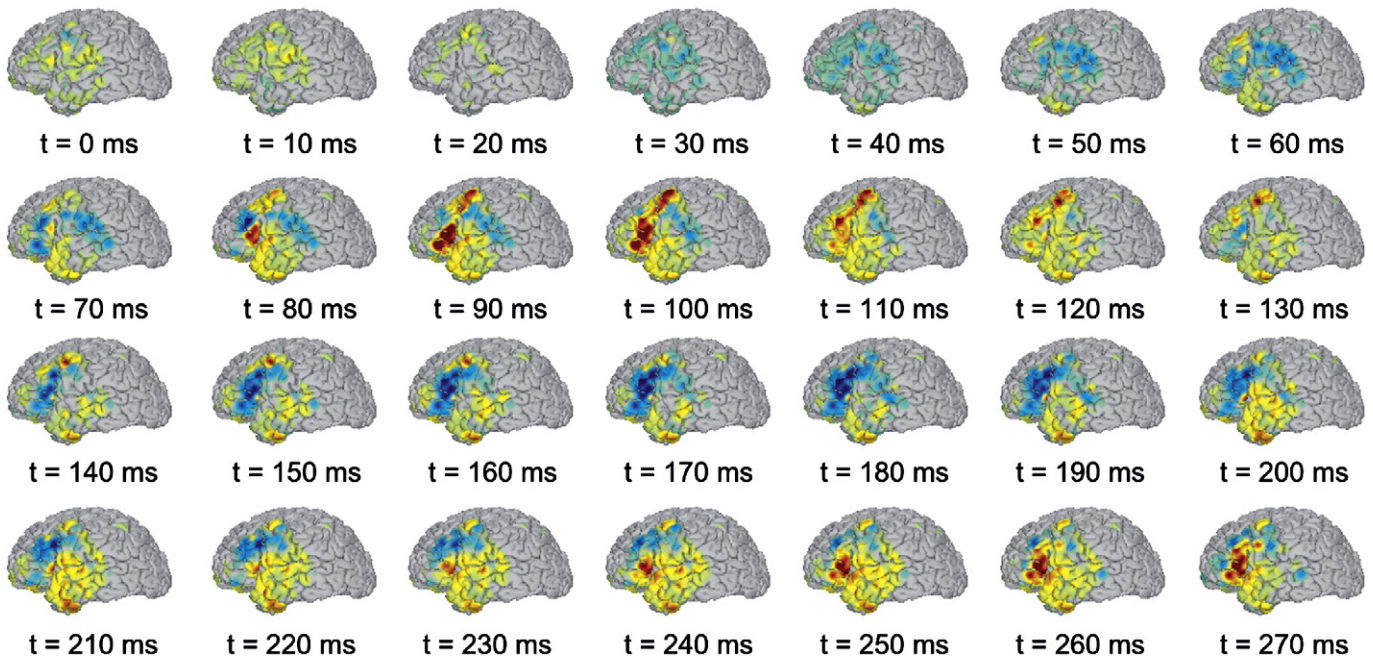 t = 0 ms t = 10 ms t = 20 ms t = 30 ms t = 40 ms t = 50 ms t = 60 ms
t = 70 ms t = 80 ms t = 90 ms t = 100 ms t = 110 ms t = 120 ms t = 130 ms
t = 140 ms t = 150 ms t = 160 ms t = 170 ms t = 180 ms t = 190 ms t = 200 ms
t = 210 ms t = 220 ms t = 230 ms t = 240 ms t = 250 ms t = 260 ms t = 270 ms